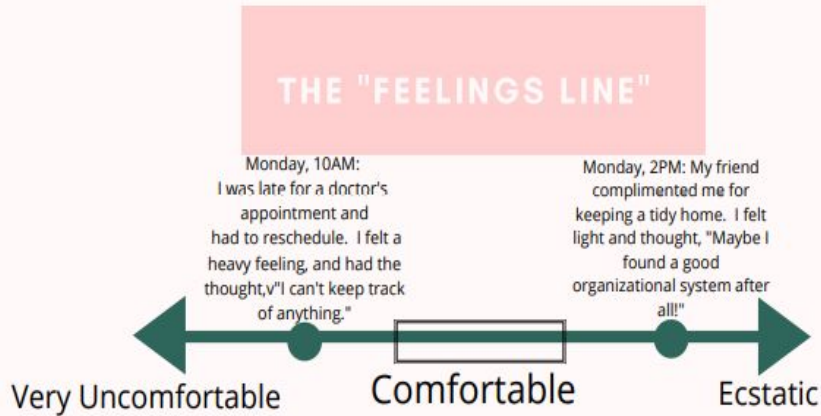 THE "FEELINGS LINE"
Monday, 10AM:
I was late for a doctor's
appointment and
had to reschedule. I felt a
heavy feeling, and had the
thought,v"I can't keep track
of anything."
Monday, 2PM: My friend
complimented me for
keeping a tidy home. I felt
light and thought, "Maybe I
found a good
organizational system after
all!"
Very Uncomfortable
Comfortable
Ecstatic